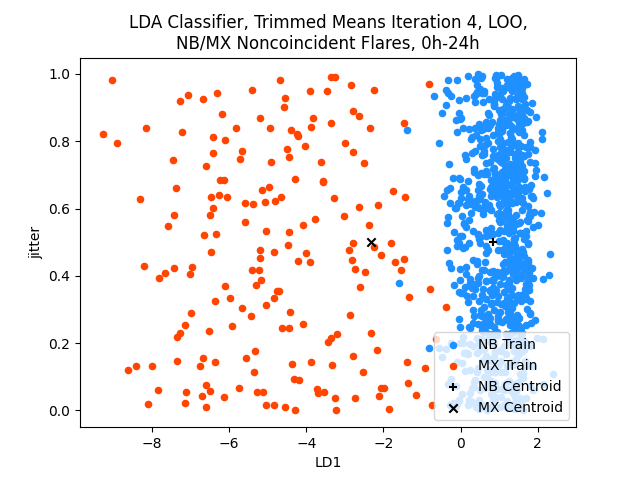 LDA Classifier, Trimmed Means Iteration 4, LOO,
NB/MX Noncoincident Flares, 0h-24h
1.0
0.8
0.6
0.4
0.2
0.0
jitter
NB Train
MX Train
NB Centroid
MX Centroid
−8
−6
−4
−2
0
2
LD1